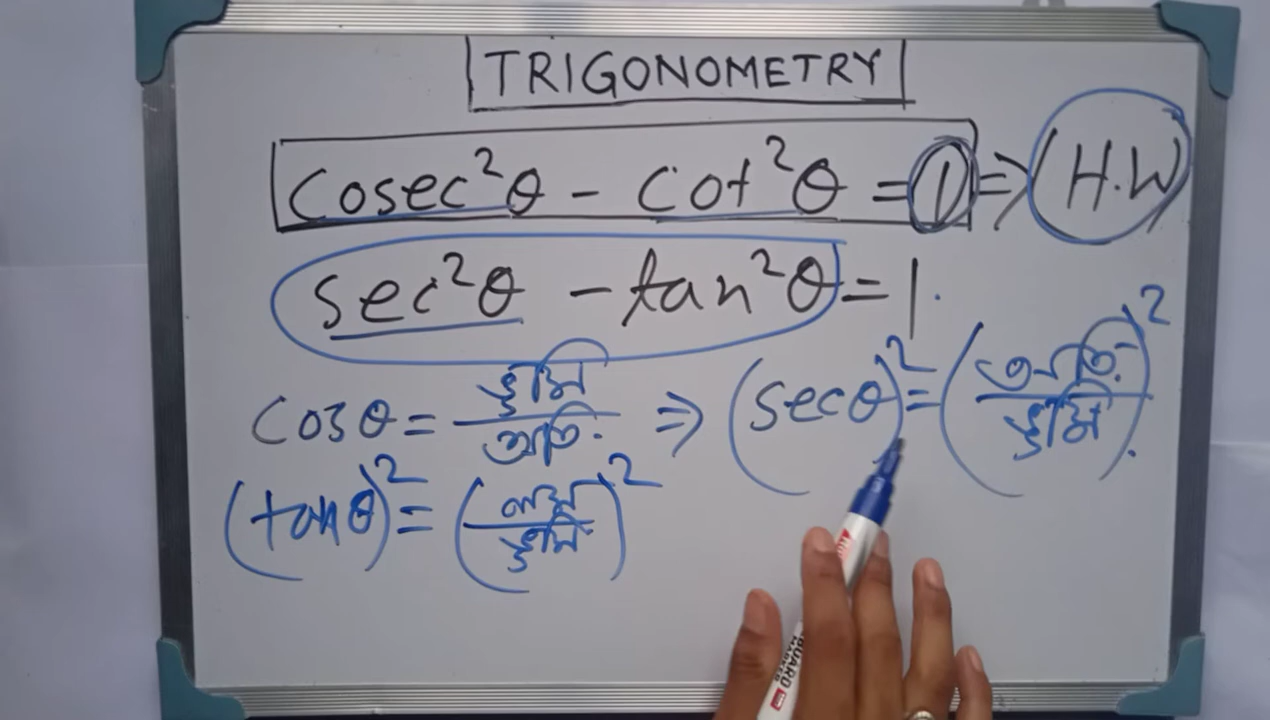 TRIGONOMETRY
Cosec²θ - Cot²θ = 1 ⇒ H.W
sec²θ - tan²θ = 1.
Cosθ = ভূমি/অতি. ⇒ (secθ)² = (অতি./ভূমি)²
(tanθ)² = (লম্ব/ভূমি)²